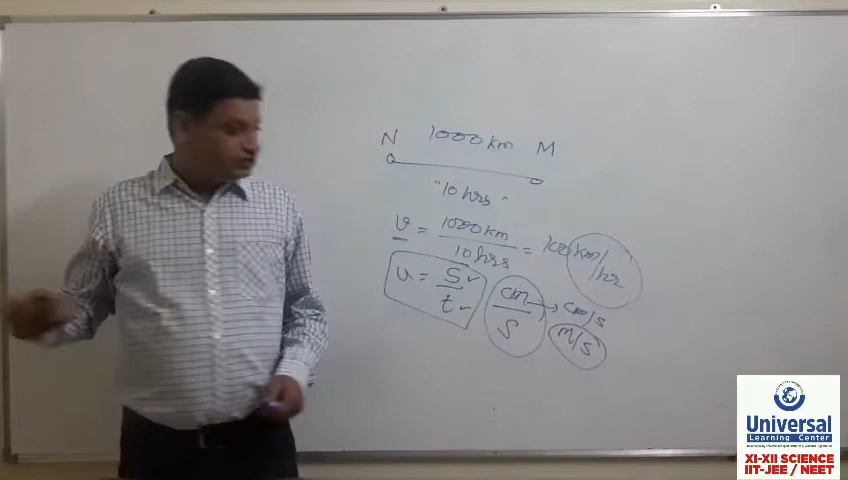 N 1000 km M
"10 hrs"
v = 1000 km / 10 hrs = 100 km/hr
v = S / t
cm / S → cm/s
m/s
Universal
Learning Center
XI-XII SCIENCE
IIT-JEE / NEET